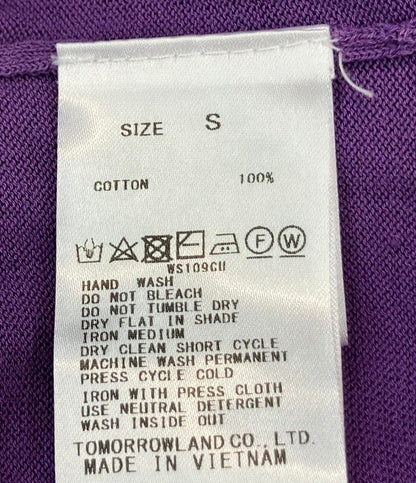 SIZE S
COTTON 100%
F W
WS109GU
HAND WASH
DO NOT BLEACH
DO NOT TUMBLE DRY
DRY FLAT IN SHADE
IRON MEDIUM
DRY CLEAN SHORT CYCLE
MACHINE WASH PERMANENT
PRESS CYCLE COLD
IRON WITH PRESS CLOTH
USE NEUTRAL DETERGENT
WASH INSIDE OUT
TOMORROWLAND CO., LTD.
MADE IN VIETNAM